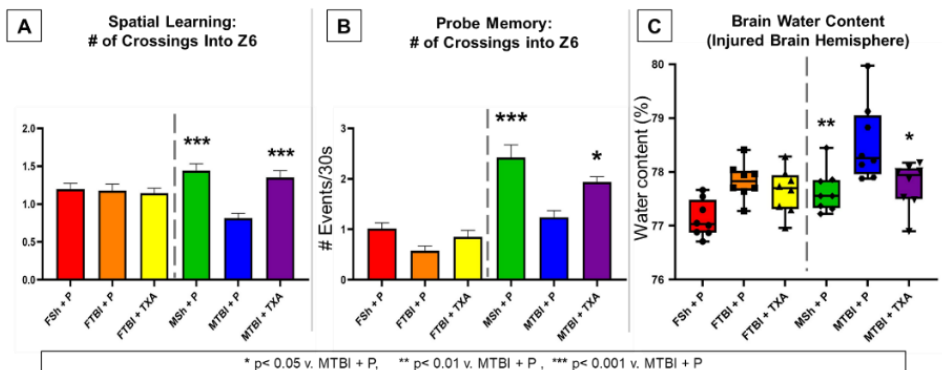 A
Spatial Learning:
# of Crossings Into Z6
2.0
1.5
1.0
0.5
0.0
***
***
FSh + P
FTBI + P
FTBI + TXA
MSh + P
MTBI + P
MTBI + TXA
B
Probe Memory:
# of Crossings into Z6
# Events/30s
3
2
1
0
***
*
FSh + P
FTBI + P
FTBI + TXA
MSh + P
MTBI + P
MTBI + TXA
C
Brain Water Content
(Injured Brain Hemisphere)
Water content (%)
80
79
78
77
76
**
*
FSh + P
FTBI + P
FTBI + TXA
MSh + P
MTBI + P
MTBI + TXA
* p< 0.05 v. MTBI + P, ** p< 0.01 v. MTBI + P , *** p< 0.001 v. MTBI + P